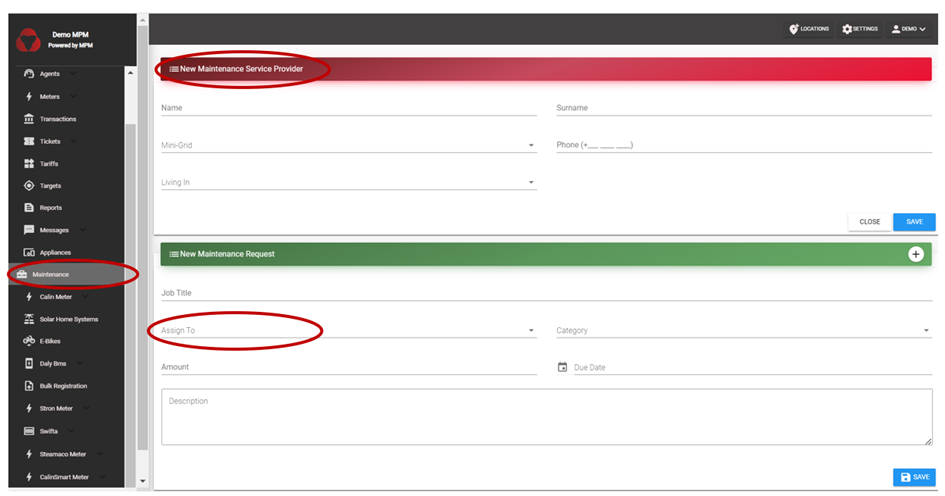 Demo MPM
Powered by MPM
LOCATIONS
SETTINGS
DEMO
Agents
Meters
Transactions
Tickets
Tariffs
Targets
Reports
Messages
Appliances
Maintenance
Calin Meter
Solar Home Systems
E-Bikes
Daly Bms
Bulk Registration
Stron Meter
Swifta
Steamaco Meter
CalinSmart Meter
New Maintenance Service Provider
Name
Surname
Mini-Grid
Phone (+___ ____ ____)
Living In
CLOSE
SAVE
New Maintenance Request
Job Title
Assign To
Category
Amount
Due Date
Description
SAVE